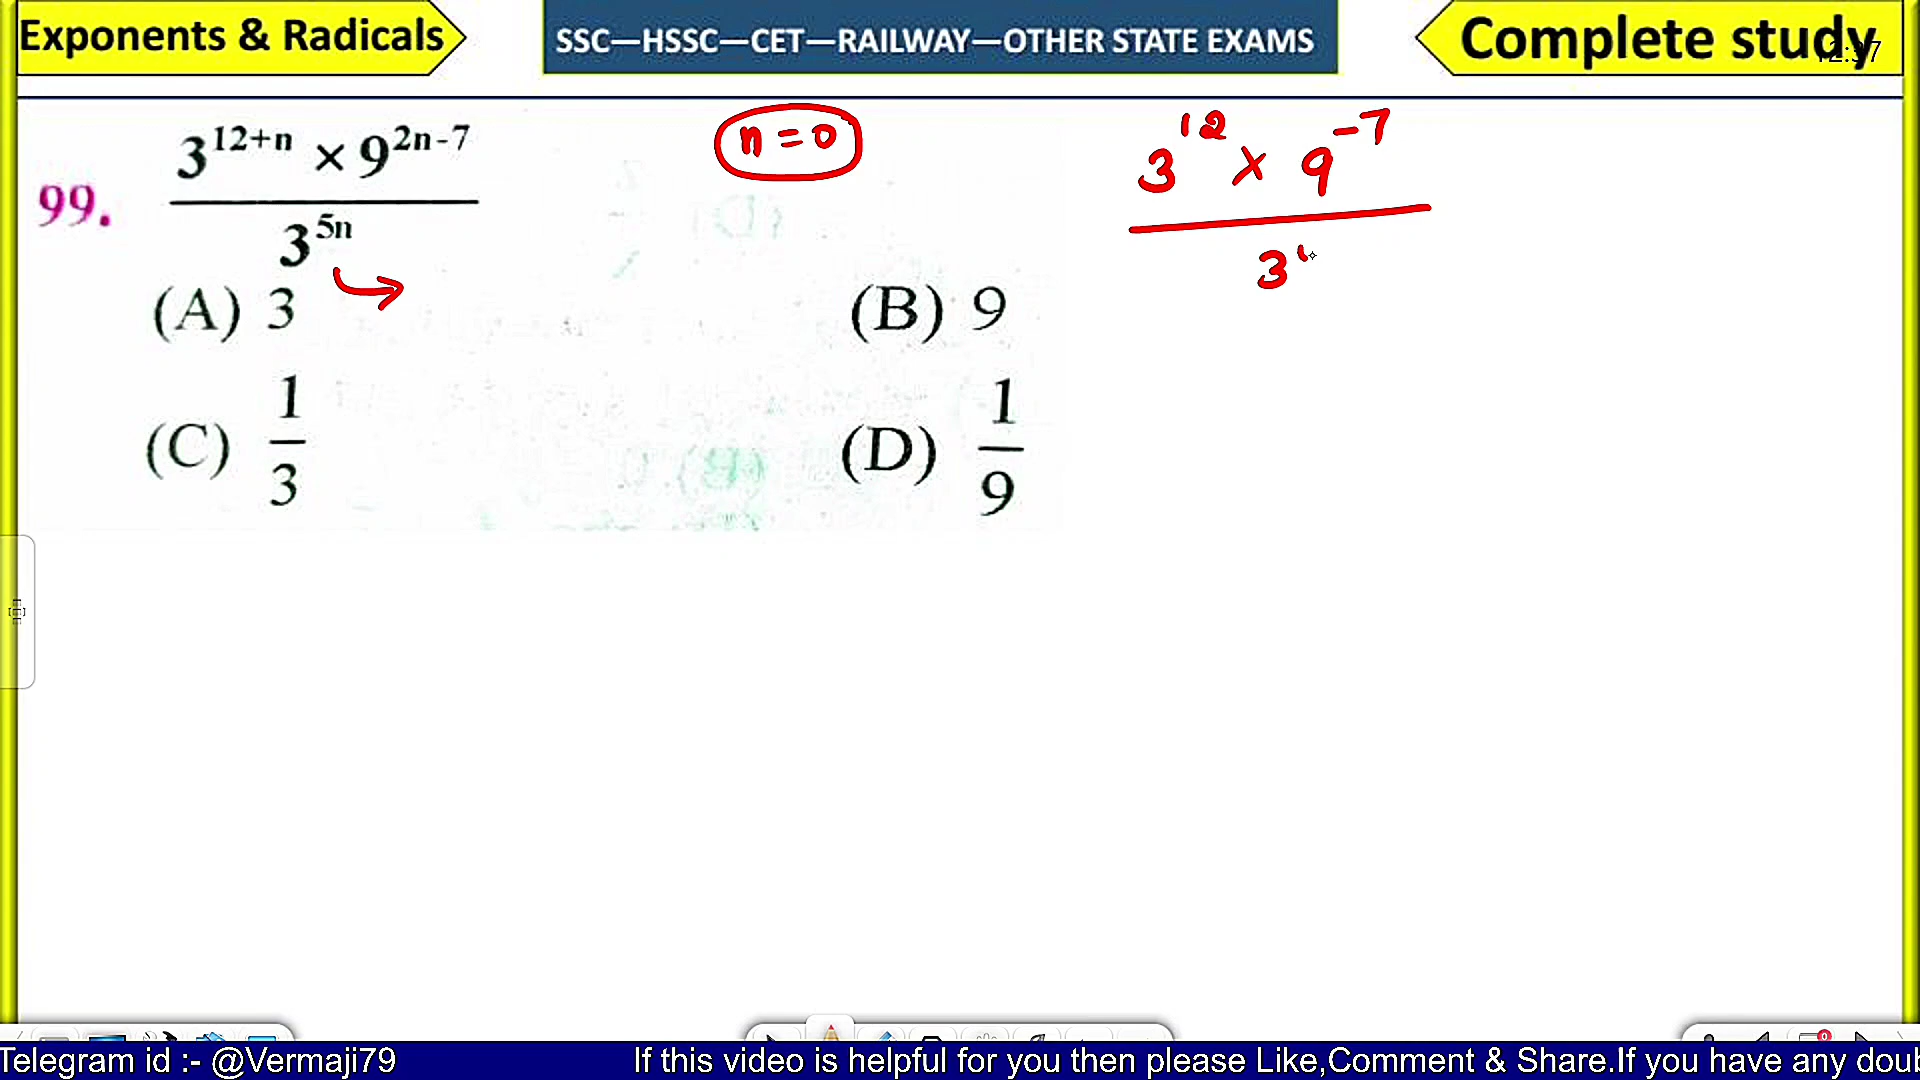 Exponents & Radicals
SSC—HSSC—CET—RAILWAY—OTHER STATE EXAMS
Complete study
99. 3^{12+n} × 9^{2n-7}
3^{5n}
n = 0
3^{12} × 9^{-7}
3
(A) 3
(B) 9
(C) 1/3
(D) 1/9
Telegram id :- @Vermaji79
If this video is helpful for you then please Like,Comment & Share.If you have any doub